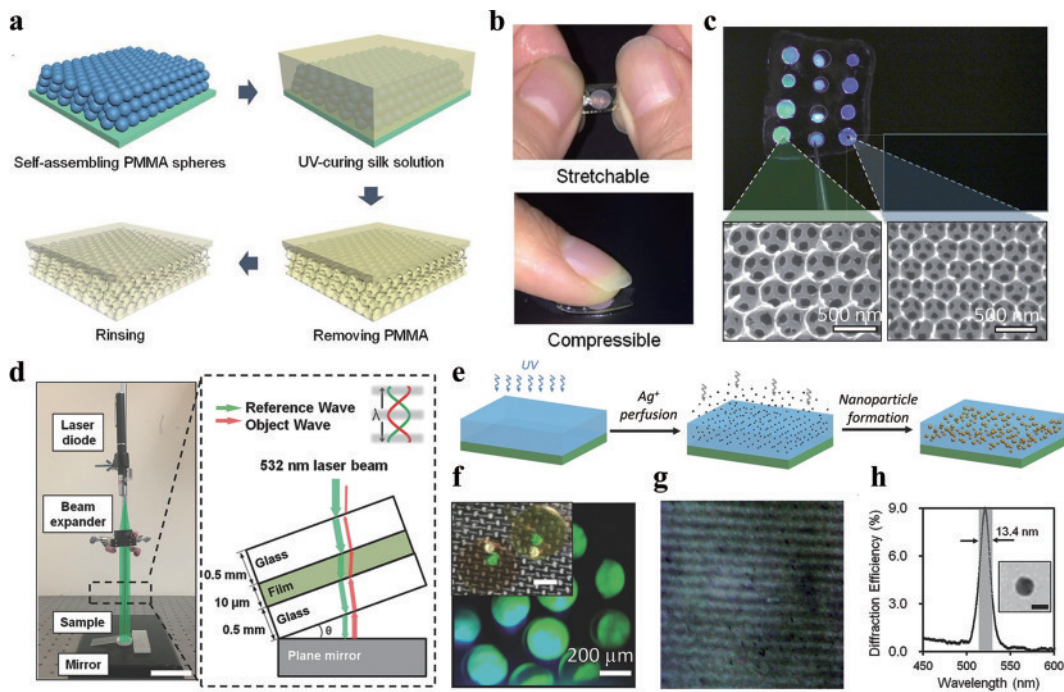 a
Self-assembling PMMA spheres
UV-curing silk solution
Rinsing
Removing PMMA
b
Stretchable
Compressible
c
500 nm
500 nm
d
Laser
diode
Beam
expander
Sample
Mirror
Reference Wave
Object Wave
λ
532 nm laser beam
Glass
0.5 mm
Film
10 μm
Glass
0.5 mm
θ
Plane mirror
e
UV
Ag⁺
perfusion
Nanoparticle
formation
f
200 μm
g
h
Diffraction Efficiency (%)
9.0
6.0
3.0
0.0
13.4 nm
450 500 550 600
Wavelength (nm)